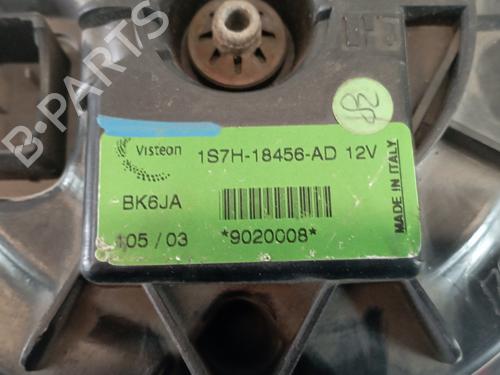 B-PARTS
Visteon 1S7H-18456-AD 12V
BK6JA
105 / 03 *9020008*
MADE IN ITALY